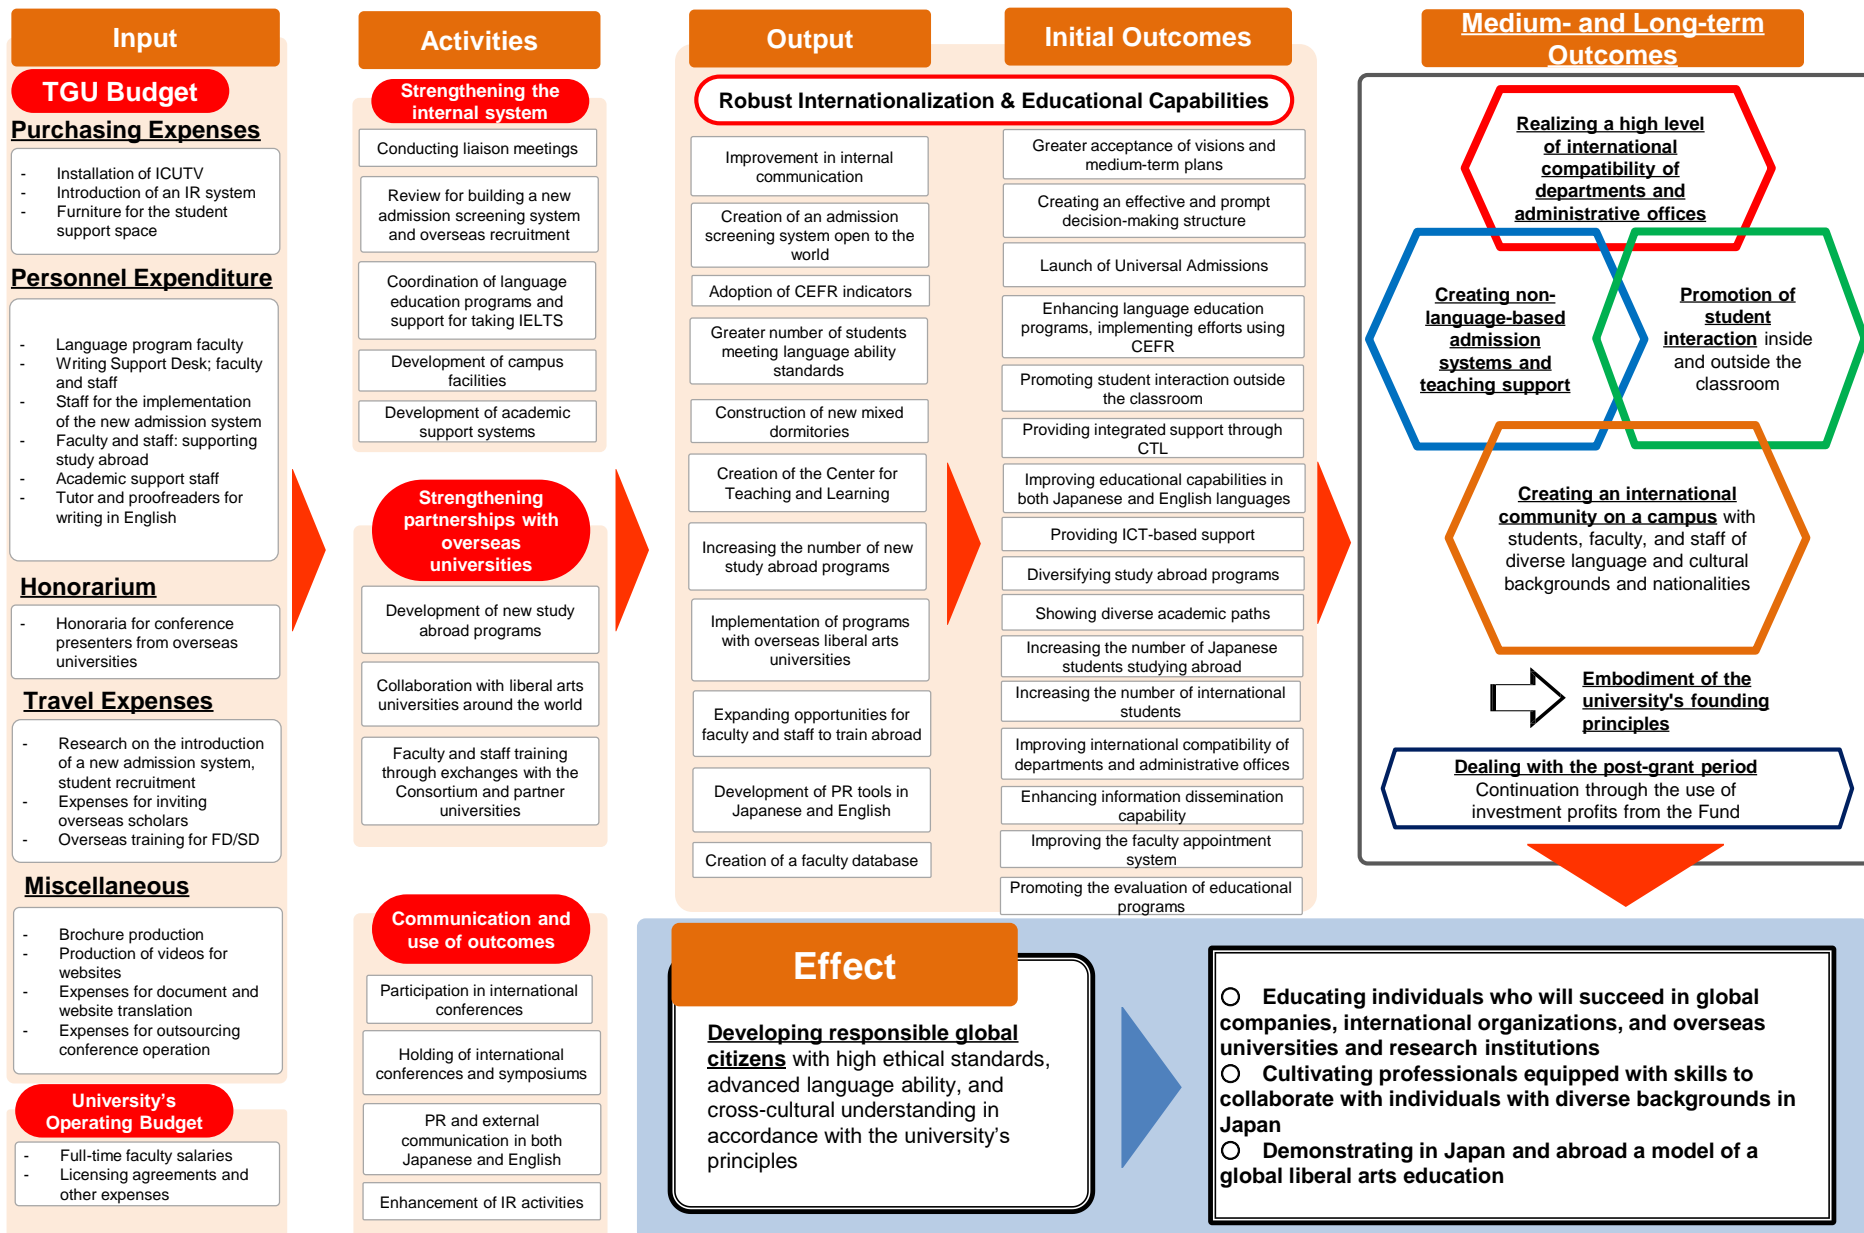 Input
TGU Budget
Purchasing Expenses
- Installation of ICUTV
- Introduction of an IR system
- Furniture for the student
support space
Personnel Expenditure
- Language program faculty
- Writing Support Desk; faculty
and staff
- Staff for the implementation
of the new admission system
- Faculty and staff: supporting
study abroad
- Academic support staff
- Tutor and proofreaders for
writing in English
Honorarium
- Honoraria for conference
presenters from overseas
universities
Travel Expenses
- Research on the introduction
of a new admission system,
student recruitment
- Expenses for inviting
overseas scholars
- Overseas training for FD/SD
Miscellaneous
- Brochure production
- Production of videos for
websites
- Expenses for document and
website translation
- Expenses for outsourcing
conference operation
University's
Operating Budget
- Full-time faculty salaries
- Licensing agreements and
other expenses
Activities
Strengthening the
internal system
Conducting liaison meetings
Review for building a new
admission screening system
and overseas recruitment
Coordination of language
education programs and
support for taking IELTS
Development of campus
facilities
Development of academic
support systems
Strengthening
partnerships with
overseas
universities
Development of new study
abroad programs
Collaboration with liberal arts
universities around the world
Faculty and staff training
through exchanges with the
Consortium and partner
universities
Communication and
use of outcomes
Participation in international
conferences
Holding of international
conferences and symposiums
PR and external
communication in both
Japanese and English
Enhancement of IR activities
Output
Initial Outcomes
Robust Internationalization & Educational Capabilities
Improvement in internal
communication
Creation of an admission
screening system open to the
world
Adoption of CEFR indicators
Greater number of students
meeting language ability
standards
Construction of new mixed
dormitories
Creation of the Center for
Teaching and Learning
Increasing the number of new
study abroad programs
Implementation of programs
with overseas liberal arts
universities
Expanding opportunities for
faculty and staff to train abroad
Development of PR tools in
Japanese and English
Creation of a faculty database
Greater acceptance of visions and
medium-term plans
Creating an effective and prompt
decision-making structure
Launch of Universal Admissions
Enhancing language education
programs, implementing efforts using
CEFR
Promoting student interaction outside
the classroom
Providing integrated support through
CTL
Improving educational capabilities in
both Japanese and English languages
Providing ICT-based support
Diversifying study abroad programs
Showing diverse academic paths
Increasing the number of Japanese
students studying abroad
Increasing the number of international
students
Improving international compatibility of
departments and administrative offices
Enhancing information dissemination
capability
Improving the faculty appointment
system
Promoting the evaluation of educational
programs
Medium- and Long-term
Outcomes
Realizing a high level
of international
compatibility of
departments and
administrative offices
Creating non-
language-based
admission
systems and
teaching support
Promotion of
student
interaction inside
and outside the
classroom
Creating an international
community on a campus with
students, faculty, and staff of
diverse language and cultural
backgrounds and nationalities
Embodiment of the
university's founding
principles
Dealing with the post-grant period
Continuation through the use of
investment profits from the Fund
Effect
Developing responsible global
citizens with high ethical standards,
advanced language ability, and
cross-cultural understanding in
accordance with the university's
principles
○ Educating individuals who will succeed in global
companies, international organizations, and overseas
universities and research institutions
○ Cultivating professionals equipped with skills to
collaborate with individuals with diverse backgrounds in
Japan
○ Demonstrating in Japan and abroad a model of a
global liberal arts education